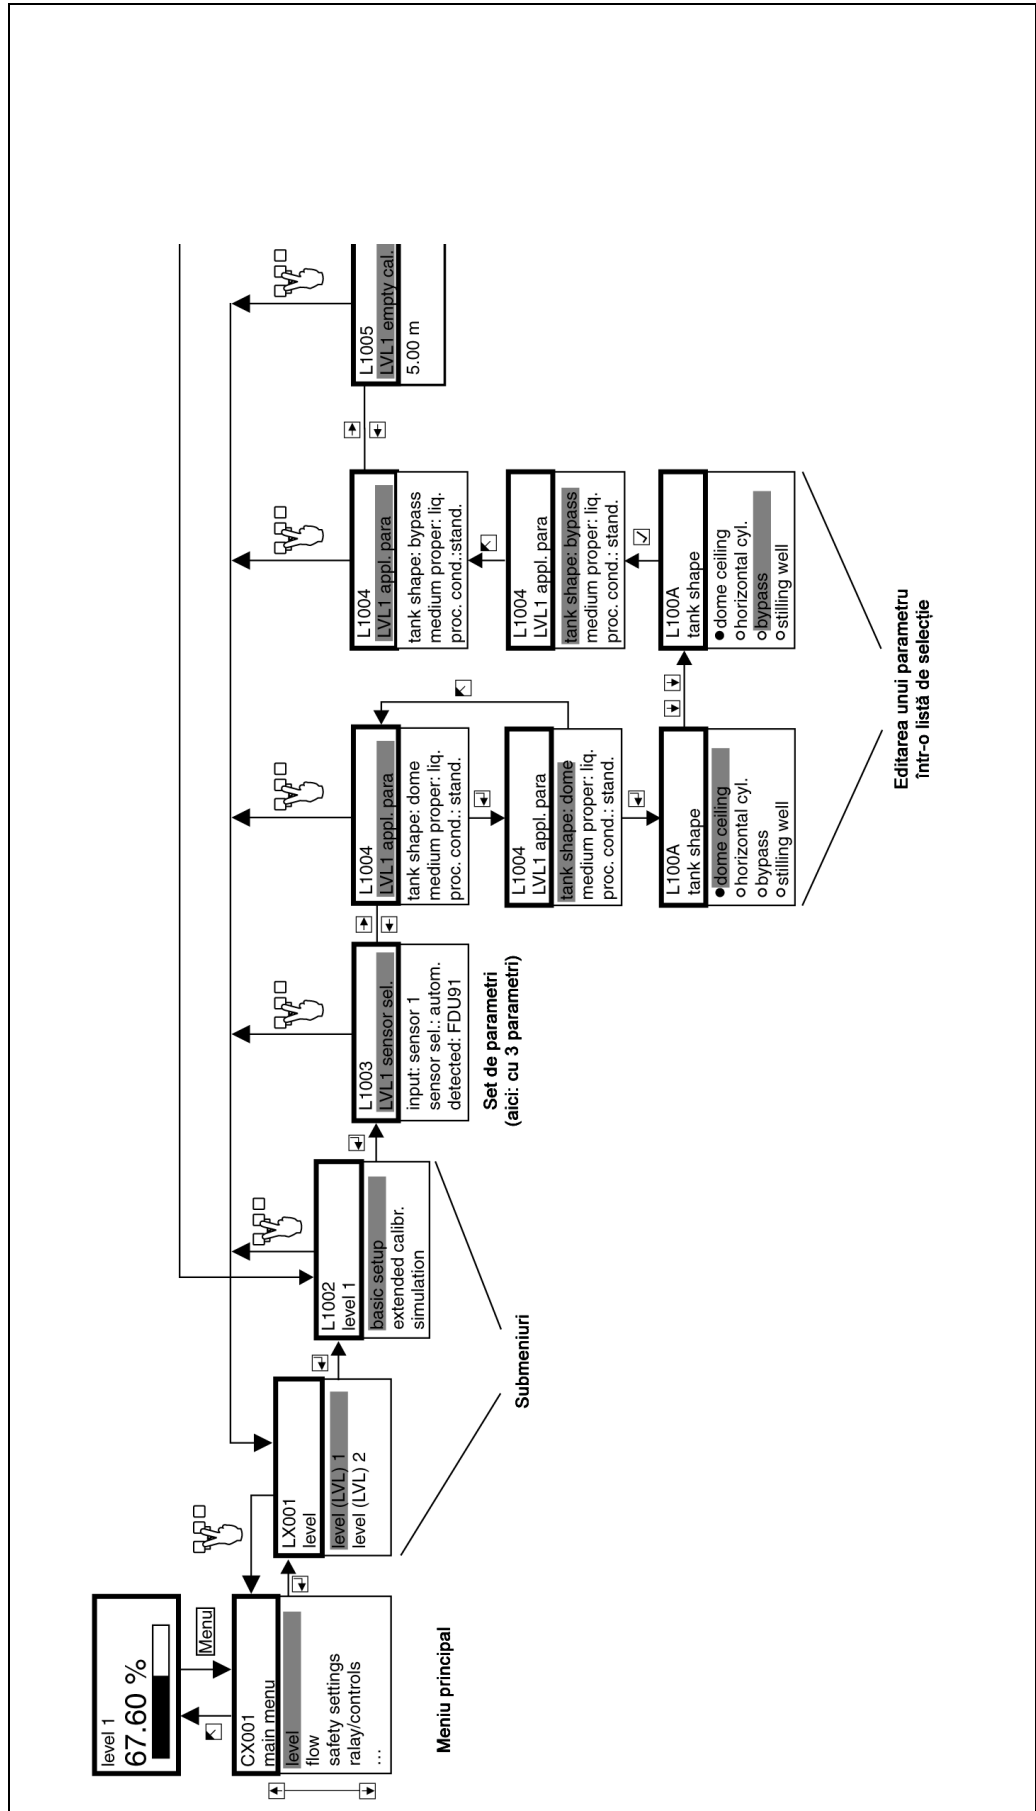 level 1
67.60 %
Menu
CX001
main menu
level
flow
safety settings
ralay/controls
...
Meniu principal
LX001
level
level (LVL) 1
level (LVL) 2
L1002
level 1
basic setup
extended calibr.
simulation
Submeniuri
L1003
LVL1 sensor sel.
input: sensor 1
sensor sel.: autom.
detected: FDU91
Set de parametri
(aici: cu 3 parametri)
L1004
LVL1 appl. para
tank shape: dome
medium proper: liq.
proc. cond.: stand.
L1004
LVL1 appl. para
tank shape: dome
medium proper: liq.
proc. cond.: stand.
L100A
tank shape
dome ceiling
horizontal cyl.
bypass
stilling well
L1004
LVL1 appl. para
tank shape: bypass
medium proper: liq.
proc. cond.:stand.
L1004
LVL1 appl. para
tank shape: bypass
medium proper: liq.
proc. cond.: stand.
L100A
tank shape
dome ceiling
horizontal cyl.
bypass
stilling well
Editarea unui parametru
într-o listă de selecție
L1005
LVL1 empty cal.
5.00 m